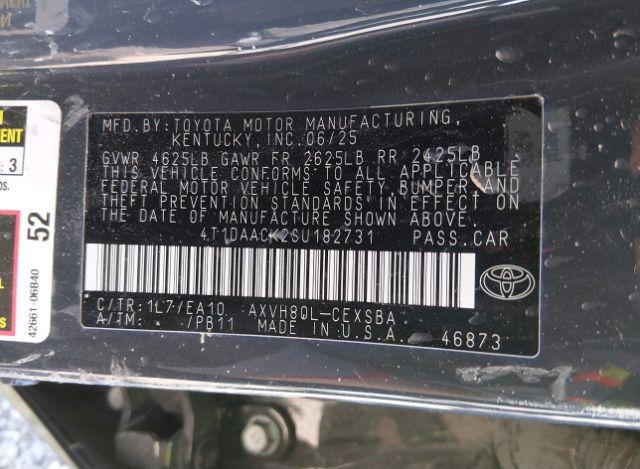 MFD.BY:TOYOTA MOTOR MANUFACTURING,
KENTUCKY,INC.06/25
GVWR 4625LB GAWR FR 2625LB RR 2425LB
THIS VEHICLE CONFORMS TO ALL APPLICABLE
FEDERAL MOTOR VEHICLE SAFETY, BUMPER,AND
THEFT PREVENTION STANDARDS IN EFFECT ON
THE DATE OF MANUFACTURE SHOWN ABOVE.
4T1DAACK2SU182731 PASS.CAR
C/TR:1L7/EA10 AXVH80L-CEXSBA
A/TM: /PB11 MADE IN U.S.A. 46873
: 3
52
42661-06B40